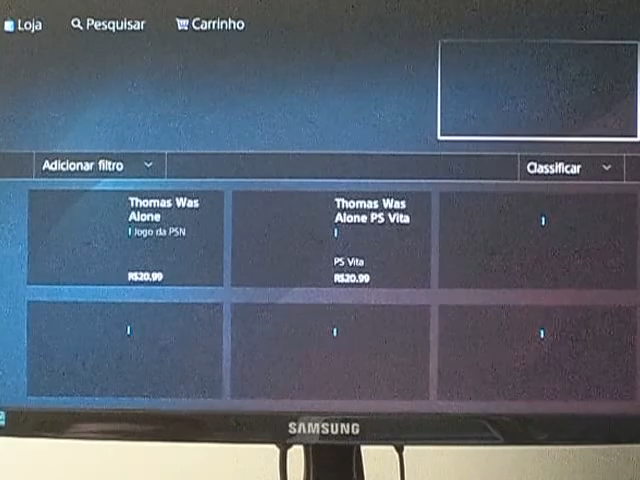 Loja Pesquisar Carrinho
Adicionar filtro
Classificar
Thomas Was
Alone
Jogo da PSN
R$20.99
Thomas Was
Alone PS Vita
PS Vita
R$20.99
SAMSUNG